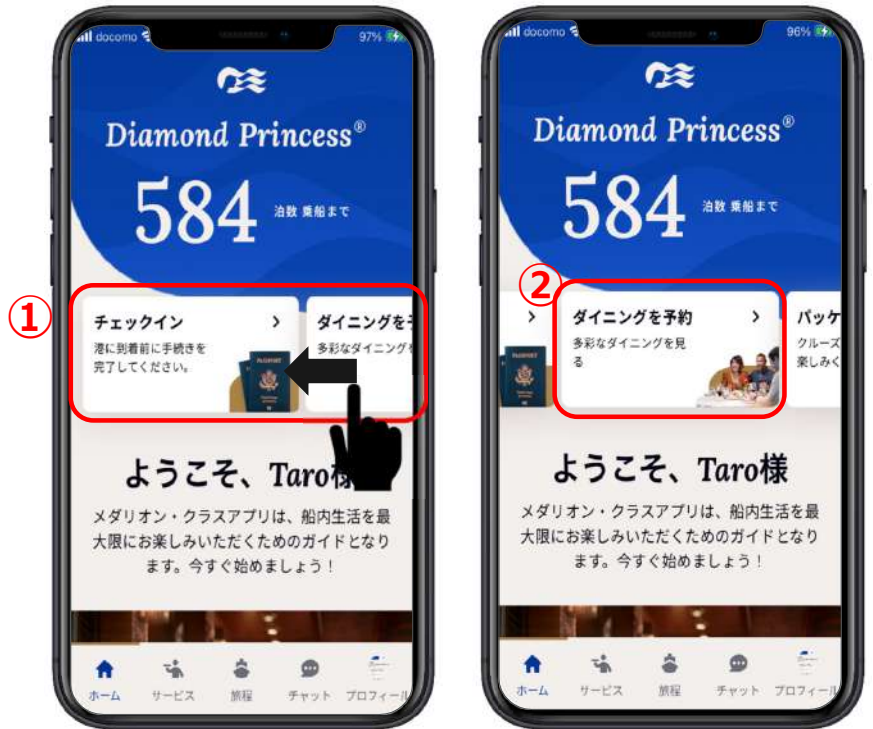 docomo
97%
Diamond Princess®
584 泊数 乗船まで
①
チェックイン >
港に到着前に手続きを
完了してください。
PASSPORT
ダイニングを予
多彩なダイニング
ようこそ、Taro様
メダリオン・クラスアプリは、船内生活を最
大限にお楽しみいただくためのガイドとなり
ます。今すぐ始めましょう！
ホーム サービス 旅程 チャット プロフィール
docomo
96%
Diamond Princess®
584 泊数 乗船まで
②
>
ダイニングを予約 >
多彩なダイニングを見
る
パッケ
クルーズ
楽しみく
ようこそ、Taro様
メダリオン・クラスアプリは、船内生活を最
大限にお楽しみいただくためのガイドとなり
ます。今すぐ始めましょう！
ホーム サービス 旅程 チャット プロフィール